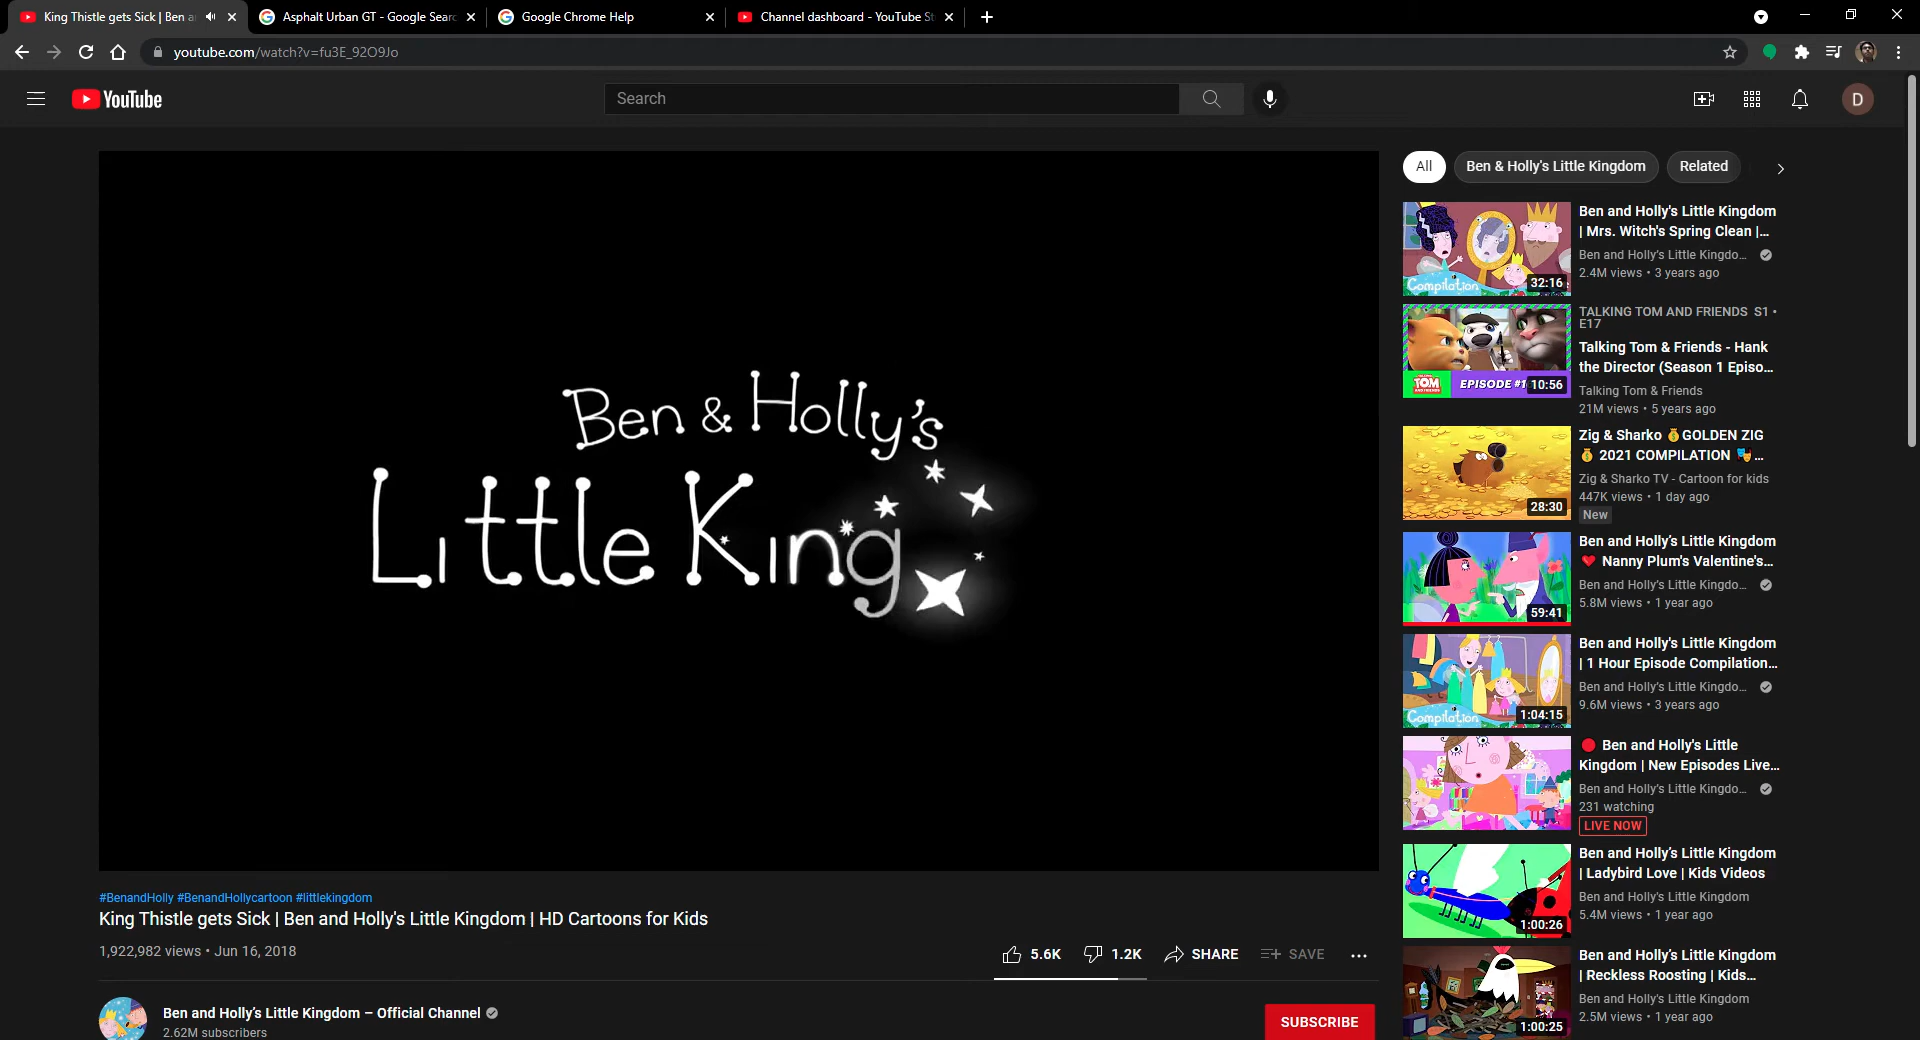 King Thistle gets Sick | Ben a
Asphalt Urban GT - Google Searc
Google Chrome Help
Channel dashboard - YouTube St
youtube.com/watch?v=fu3E_92O9Jo
YouTube
Search
D
Ben & Holly's
Little King
#BenandHolly #BenandHollycartoon #littlekingdom
King Thistle gets Sick | Ben and Holly's Little Kingdom | HD Cartoons for Kids
1,922,982 views • Jun 16, 2018
5.6K 1.2K SHARE SAVE
Ben and Holly's Little Kingdom – Official Channel
2.62M subscribers
SUBSCRIBE
All Ben & Holly's Little Kingdom Related
Compilation 32:16
Ben and Holly's Little Kingdom
| Mrs. Witch's Spring Clean |...
Ben and Holly's Little Kingdo...
2.4M views • 3 years ago
TOM EPISODE #1 10:56
TALKING TOM AND FRIENDS S1 •
E17
Talking Tom & Friends - Hank
the Director (Season 1 Episo...
Talking Tom & Friends
21M views • 5 years ago
28:30
Zig & Sharko 💰GOLDEN ZIG
💰 2021 COMPILATION 🎭...
Zig & Sharko TV - Cartoon for kids
447K views • 1 day ago
New
59:41
Ben and Holly's Little Kingdom
❤️ Nanny Plum's Valentine's...
Ben and Holly's Little Kingdo...
5.8M views • 1 year ago
Compilation 1:04:15
Ben and Holly's Little Kingdom
| 1 Hour Episode Compilation...
Ben and Holly's Little Kingdo...
9.6M views • 3 years ago
🔴 Ben and Holly's Little
Kingdom | New Episodes Live...
Ben and Holly's Little Kingdo...
231 watching
LIVE NOW
1:00:26
Ben and Holly's Little Kingdom
| Ladybird Love | Kids Videos
Ben and Holly's Little Kingdom
5.4M views • 1 year ago
1:00:25
Ben and Holly's Little Kingdom
| Reckless Roosting | Kids...
Ben and Holly's Little Kingdom
2.5M views • 1 year ago